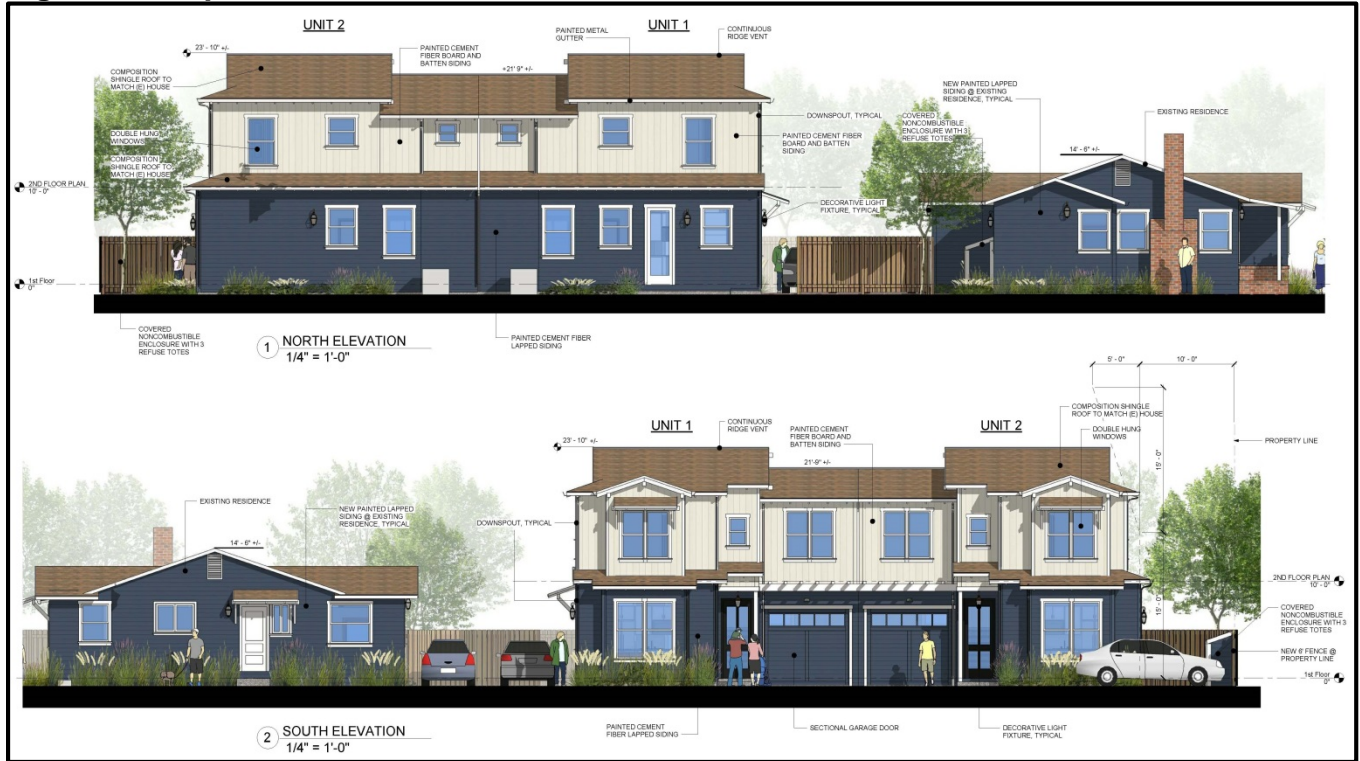 UNIT 2
UNIT 1
23' - 10" +/-
PAINTED CEMENT
FIBER BOARD AND
BATTEN SIDING
PAINTED METAL
GUTTER
CONTINUOUS
RIDGE VENT
+21' 9" +/-
COMPOSITION
SHINGLE ROOF TO
MATCH (E) HOUSE
DOUBLE HUNG
WINDOWS
COMPOSITION
SHINGLE ROOF TO
MATCH (E) HOUSE
2ND FLOOR PLAN
10' - 0"
1st Floor
0"
DOWNSPOUT, TYPICAL
PAINTED CEMENT FIBER
BOARD AND BATTEN
SIDING
DECORATIVE LIGHT
FIXTURE, TYPICAL
NEW PAINTED LAPPED
SIDING @ EXISTING
RESIDENCE, TYPICAL
COVERED
NONCOMBUSTIBLE
ENCLOSURE WITH 3
REFUSE TOTES
EXISTING RESIDENCE
14' - 6" +/-
COVERED
NONCOMBUSTIBLE
ENCLOSURE WITH 3
REFUSE TOTES
1
NORTH ELEVATION
1/4" = 1'-0"
PAINTED CEMENT FIBER
LAPPED SIDING
5' - 0"
10' - 0"
UNIT 1
UNIT 2
23' - 10" +/-
CONTINUOUS
RIDGE VENT
PAINTED CEMENT
FIBER BOARD AND
BATTEN SIDING
21'-9" +/-
COMPOSITION SHINGLE
ROOF TO MATCH (E) HOUSE
DOUBLE HUNG
WINDOWS
PROPERTY LINE
15' - 0"
15' - 0"
EXISTING RESIDENCE
14' - 6" +/-
NEW PAINTED LAPPED
SIDING @ EXISTING
RESIDENCE, TYPICAL
DOWNSPOUT, TYPICAL
2ND FLOOR PLAN
10' - 0"
COVERED
NONCOMBUSTIBLE
ENCLOSURE WITH 3
REFUSE TOTES
NEW 6' FENCE @
PROPERTY LINE
1st Floor
0"
2
SOUTH ELEVATION
1/4" = 1'-0"
PAINTED CEMENT
FIBER LAPPED SIDING
SECTIONAL GARAGE DOOR
DECORATIVE LIGHT
FIXTURE, TYPICAL